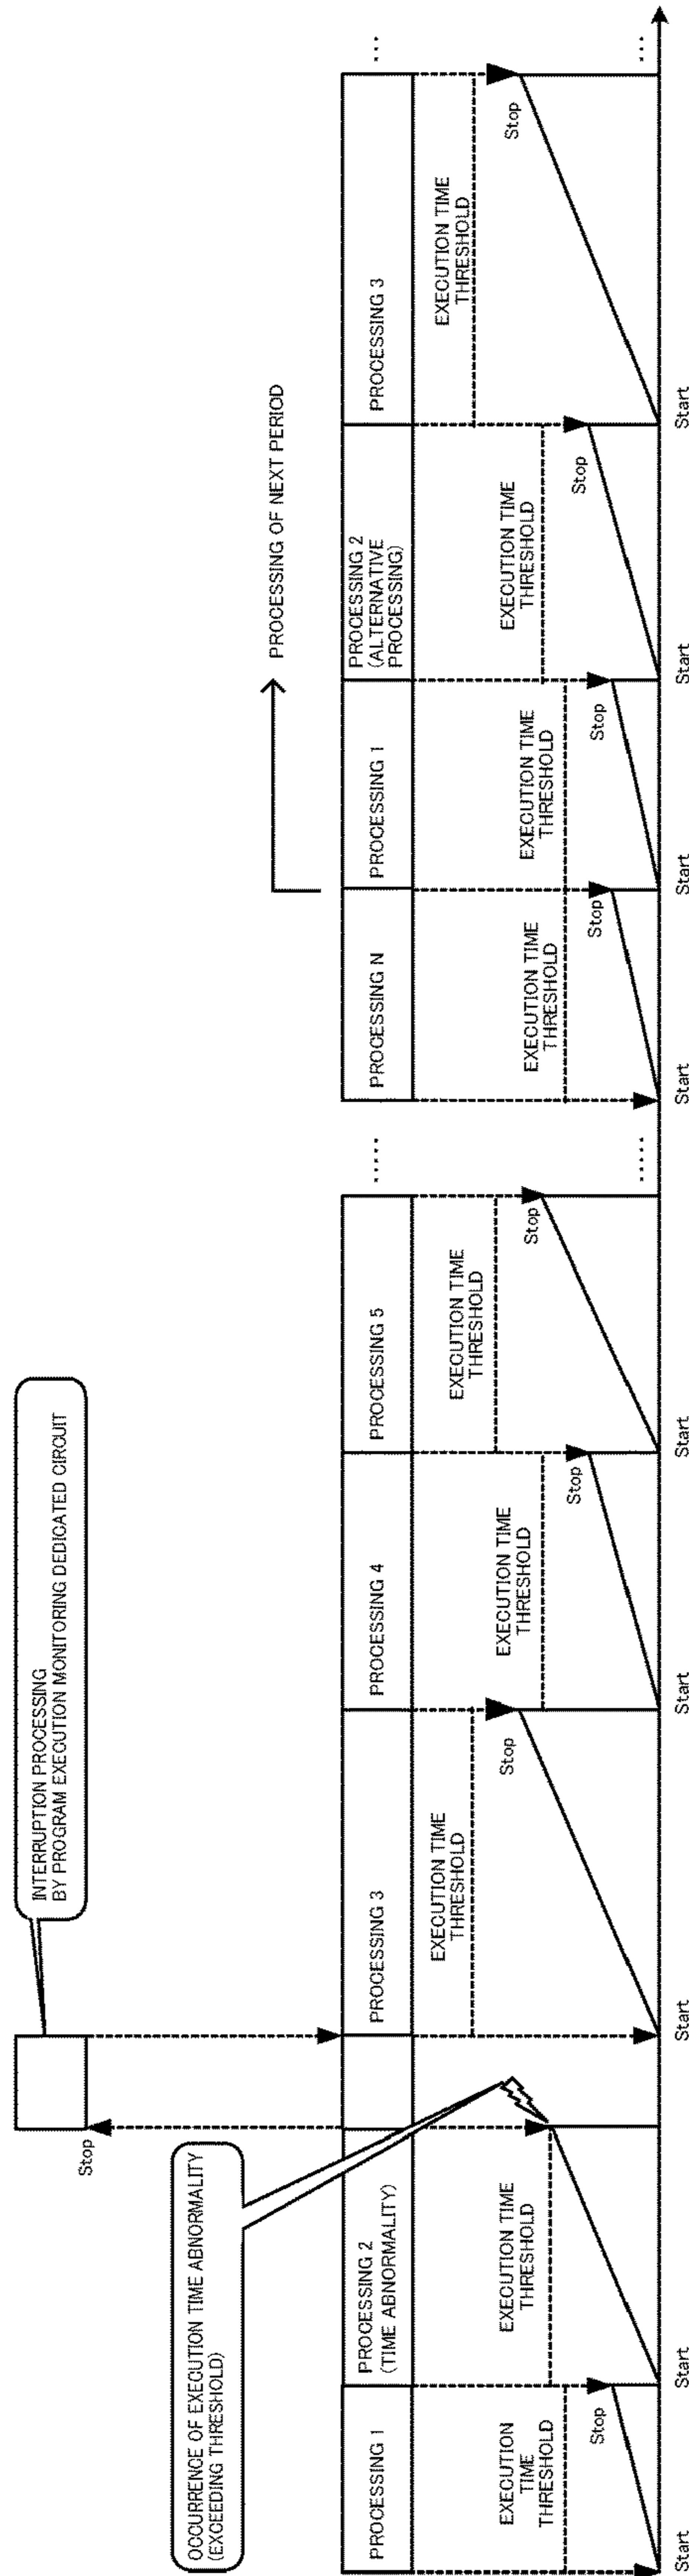 INTERRUPTION PROCESSING
BY PROGRAM EXECUTION MONITORING DEDICATED CIRCUIT
Stop
OCCURRENCE OF EXECUTION TIME ABNORMALITY
(EXCEEDING THRESHOLD)
PROCESSING OF NEXT PERIOD
PROCESSING 1
PROCESSING 2
(TIME ABNORMALITY)
PROCESSING 3
PROCESSING 4
PROCESSING 5
.....
PROCESSING N
PROCESSING 1
PROCESSING 2
(ALTERNATIVE
PROCESSING)
PROCESSING 3
...
EXECUTION
TIME
THRESHOLD
EXECUTION TIME
THRESHOLD
EXECUTION TIME
THRESHOLD
EXECUTION TIME
THRESHOLD
EXECUTION TIME
THRESHOLD
EXECUTION TIME
THRESHOLD
EXECUTION TIME
THRESHOLD
EXECUTION TIME
THRESHOLD
EXECUTION TIME
THRESHOLD
Stop
Stop
Stop
Stop
Stop
Stop
Stop
Stop
.....
...
Start
Start
Start
Start
Start
Start
Start
Start
Start